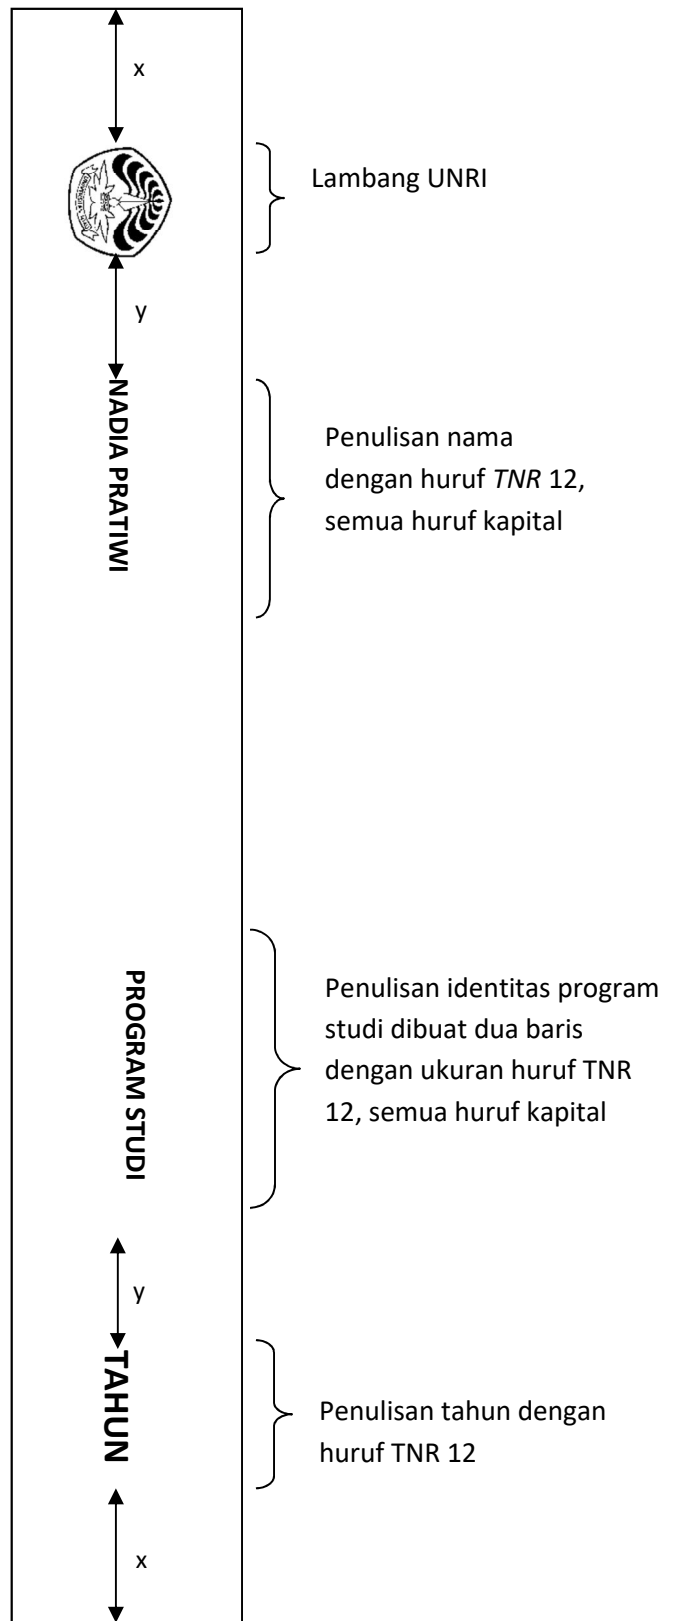 x
Lambang UNRI
y
NADIA PRATIWI
Penulisan nama
dengan huruf TNR 12,
semua huruf kapital
PROGRAM STUDI
Penulisan identitas program
studi dibuat dua baris
dengan ukuran huruf TNR
12, semua huruf kapital
y
TAHUN
Penulisan tahun dengan
huruf TNR 12
x